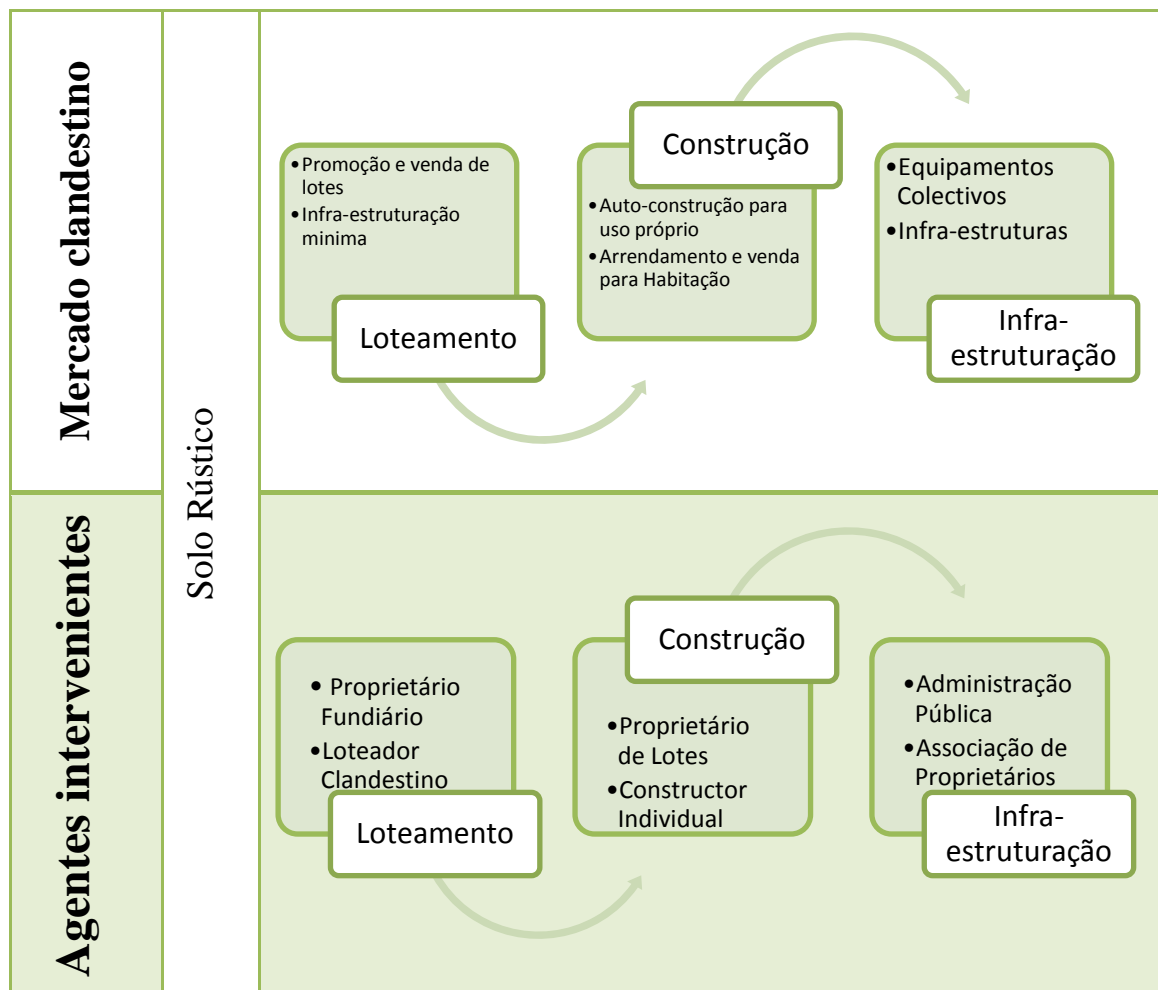 Mercado clandestino
Solo Rústico
•Promoção e venda de
lotes
•Infra-estruturação
minima
Loteamento
Construção
•Auto-construção para
uso próprio
•Arrendamento e venda
para Habitação
•Equipamentos
Colectivos
•Infra-estruturas
Infra-
estruturação
Agentes intervenientes
• Proprietário
Fundiário
•Loteador
Clandestino
Loteamento
Construção
•Proprietário
de Lotes
•Constructor
Individual
•Administração
Pública
•Associação de
Proprietários
Infra-
estruturação